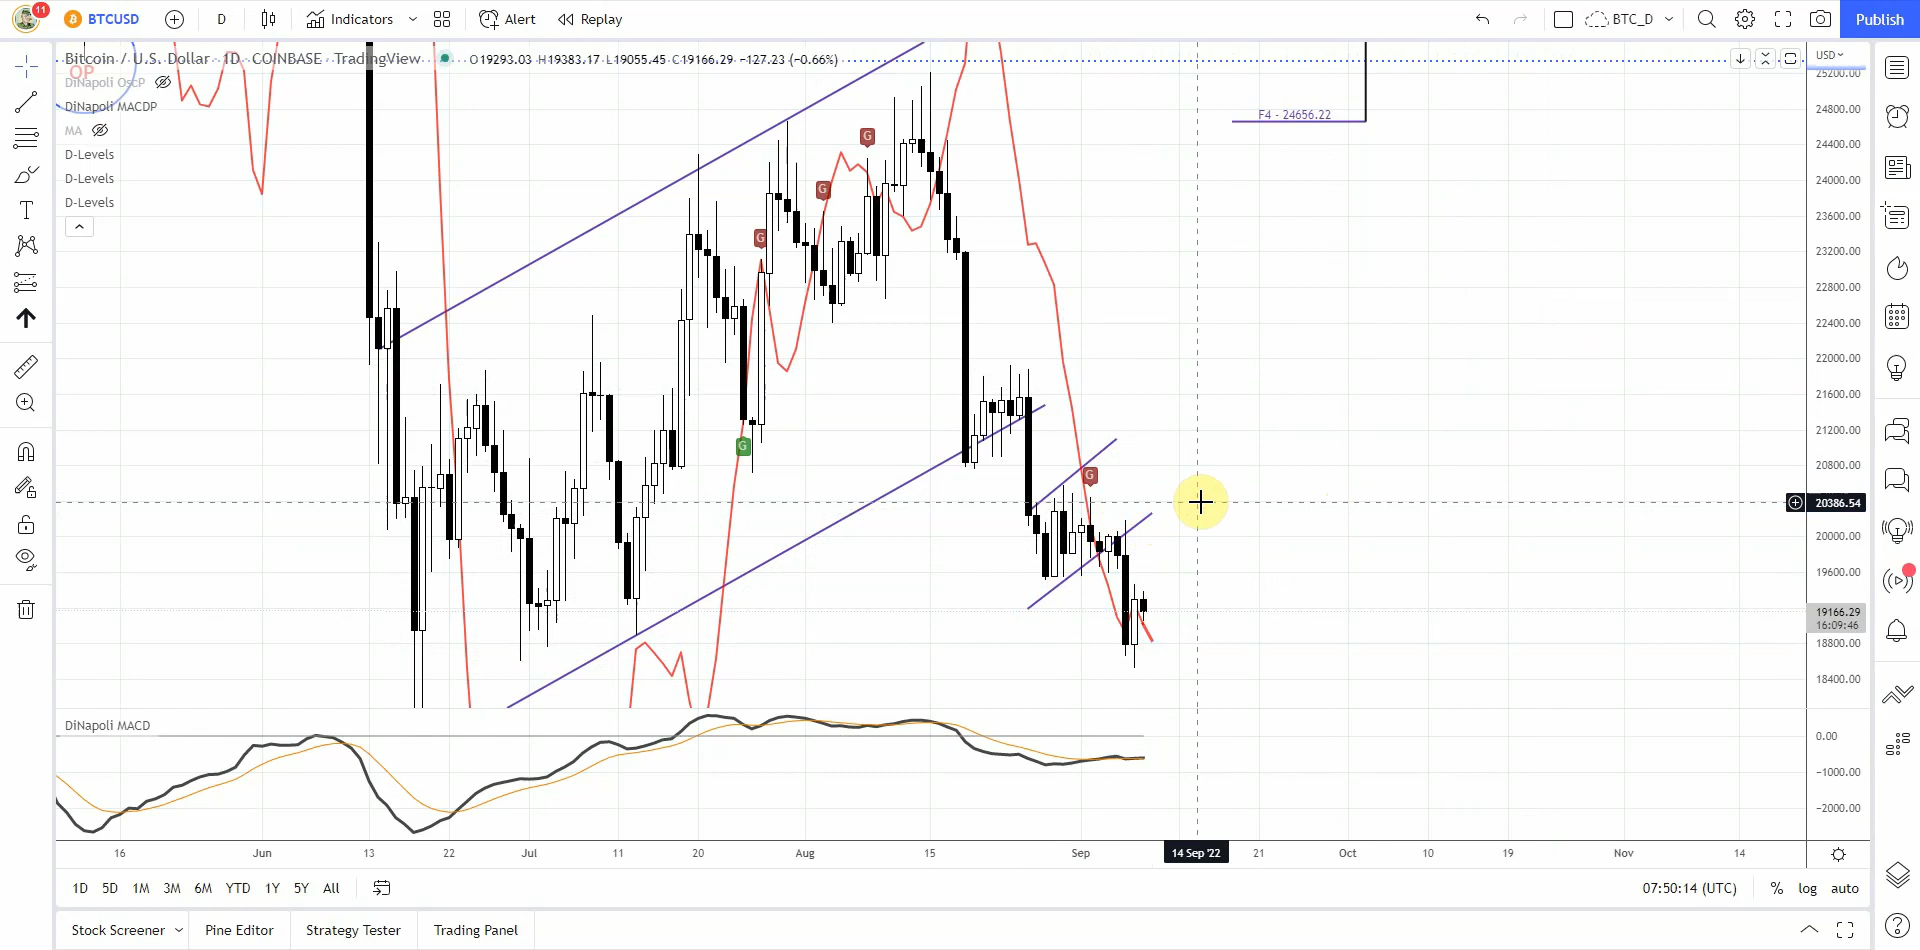 11 BTCUSD D Indicators Alert Replay BTC_D Publish
Bitcoin / U.S. Dollar · 1D · COINBASE · TradingView O19293.03 H19383.17 L19055.45 C19166.29 −127.23 (−0.66%) USD
OP
DiNapoli OscP
DiNapoli MACDP
MA
D-Levels
D-Levels
D-Levels
F4 - 24656.22
G
G
G
G
G
25200.00
24800.00
24400.00
24000.00
23600.00
23200.00
22800.00
22400.00
22000.00
21600.00
21200.00
20800.00
20386.54
20000.00
19600.00
19166.29
16:09:46
18800.00
18400.00
DiNapoli MACD
0.00
−1000.00
−2000.00
16 Jun 13 22 Jul 11 20 Aug 15 Sep 14 Sep '22 21 Oct 10 19 Nov 14
1D 5D 1M 3M 6M YTD 1Y 5Y All 07:50:14 (UTC) % log auto
Stock Screener Pine Editor Strategy Tester Trading Panel